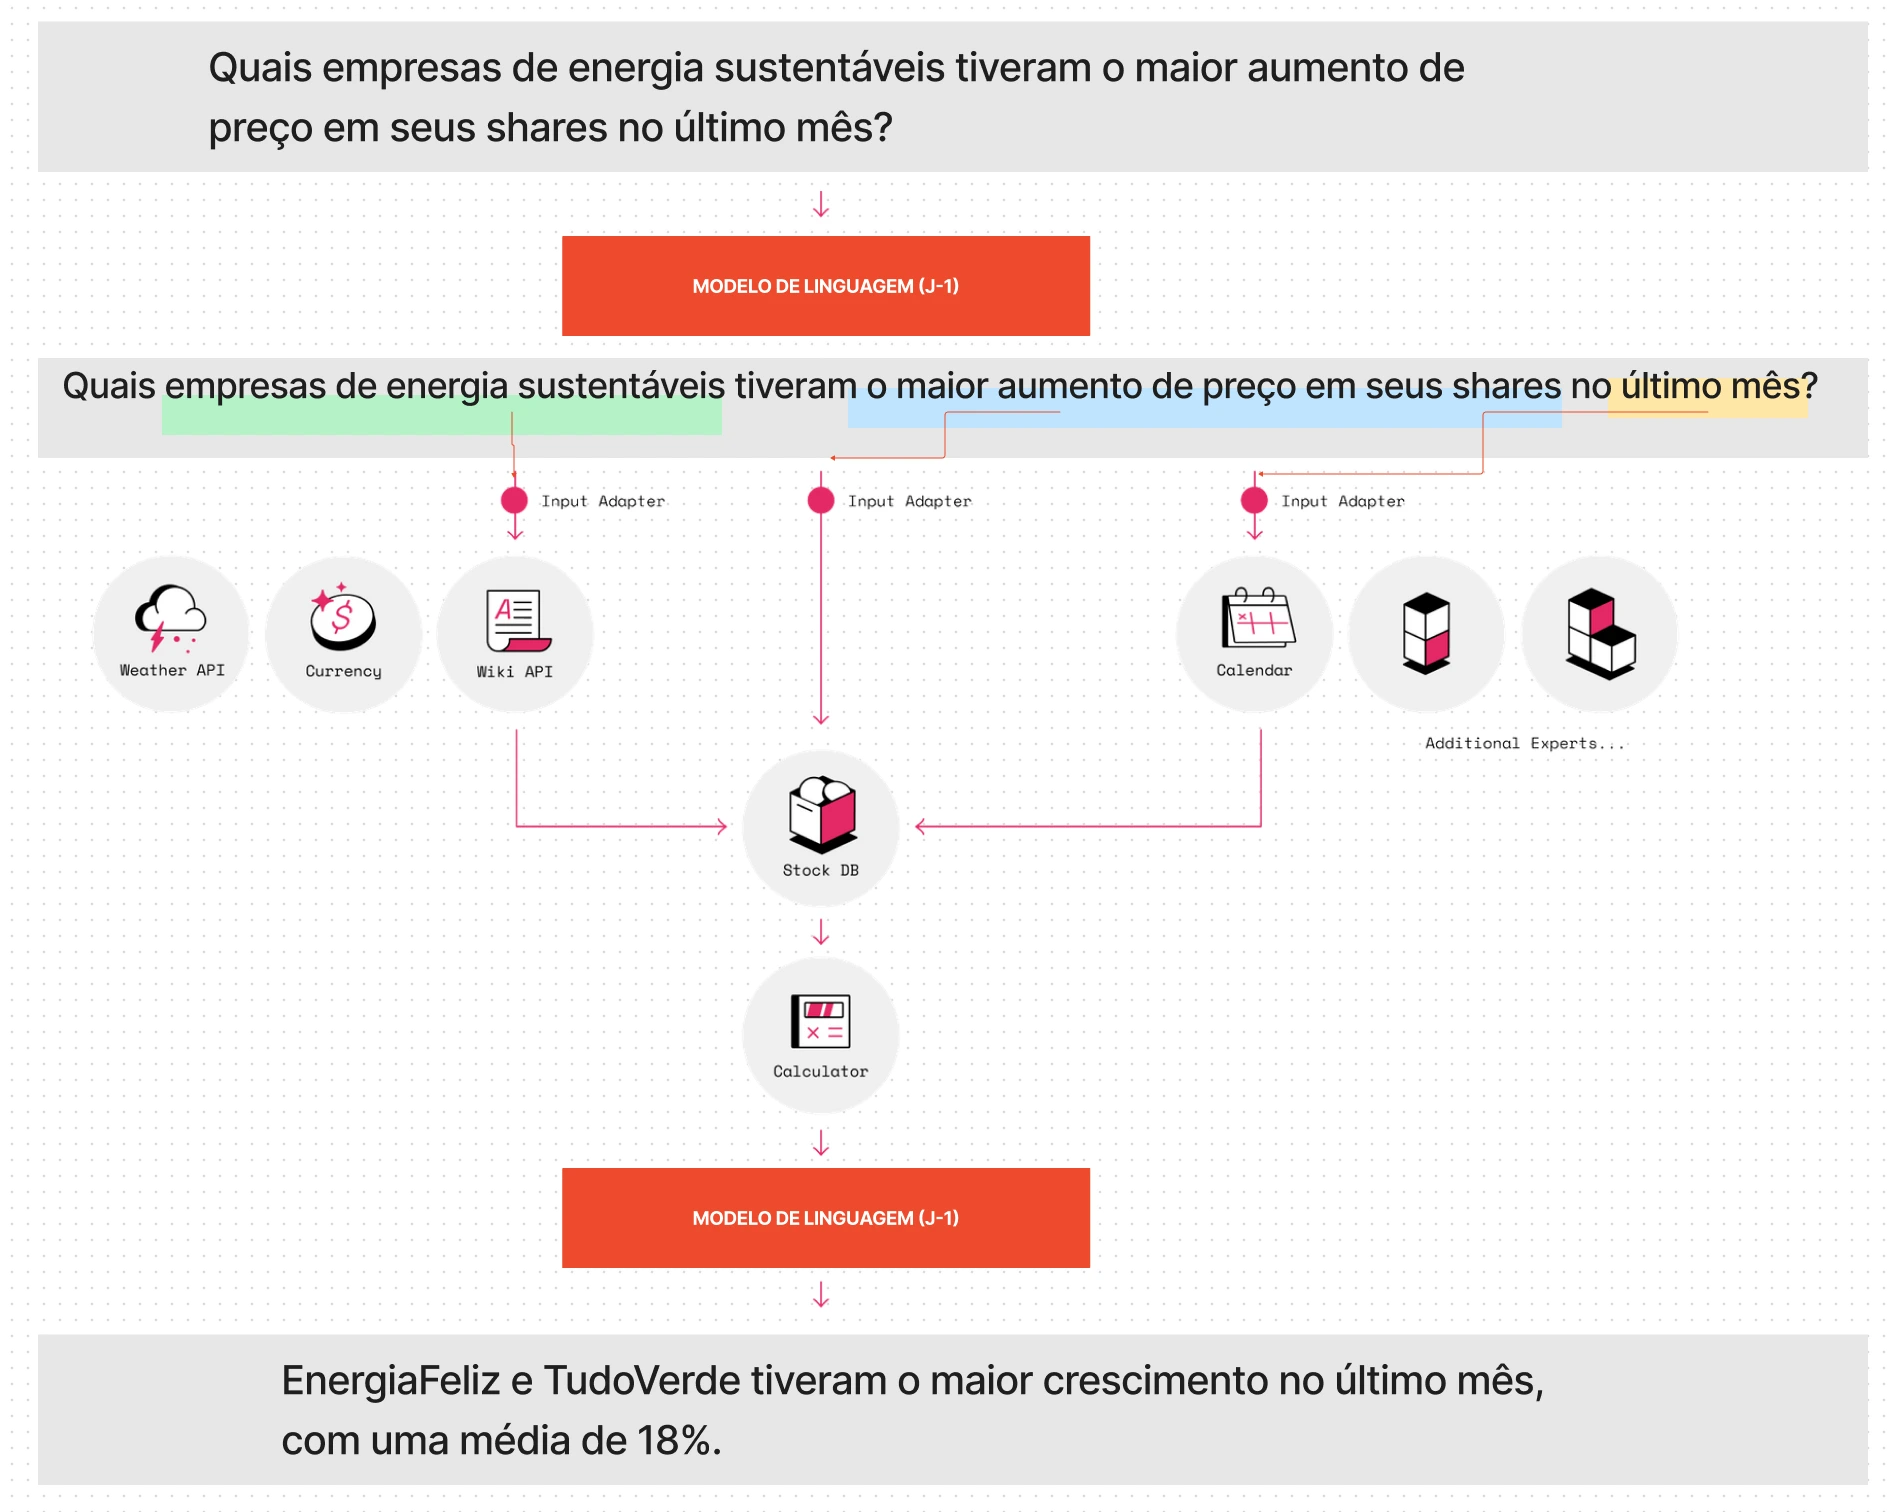 Quais empresas de energia sustentáveis tiveram o maior aumento de
preço em seus shares no último mês?
MODELO DE LINGUAGEM (J-1)
Quais empresas de energia sustentáveis tiveram o maior aumento de preço em seus shares no último mês?
Input Adapter
Input Adapter
Input Adapter
Weather API
Currency
Wiki API
Calendar
Additional Experts...
Stock DB
Calculator
MODELO DE LINGUAGEM (J-1)
EnergiaFeliz e TudoVerde tiveram o maior crescimento no último mês,
com uma média de 18%.